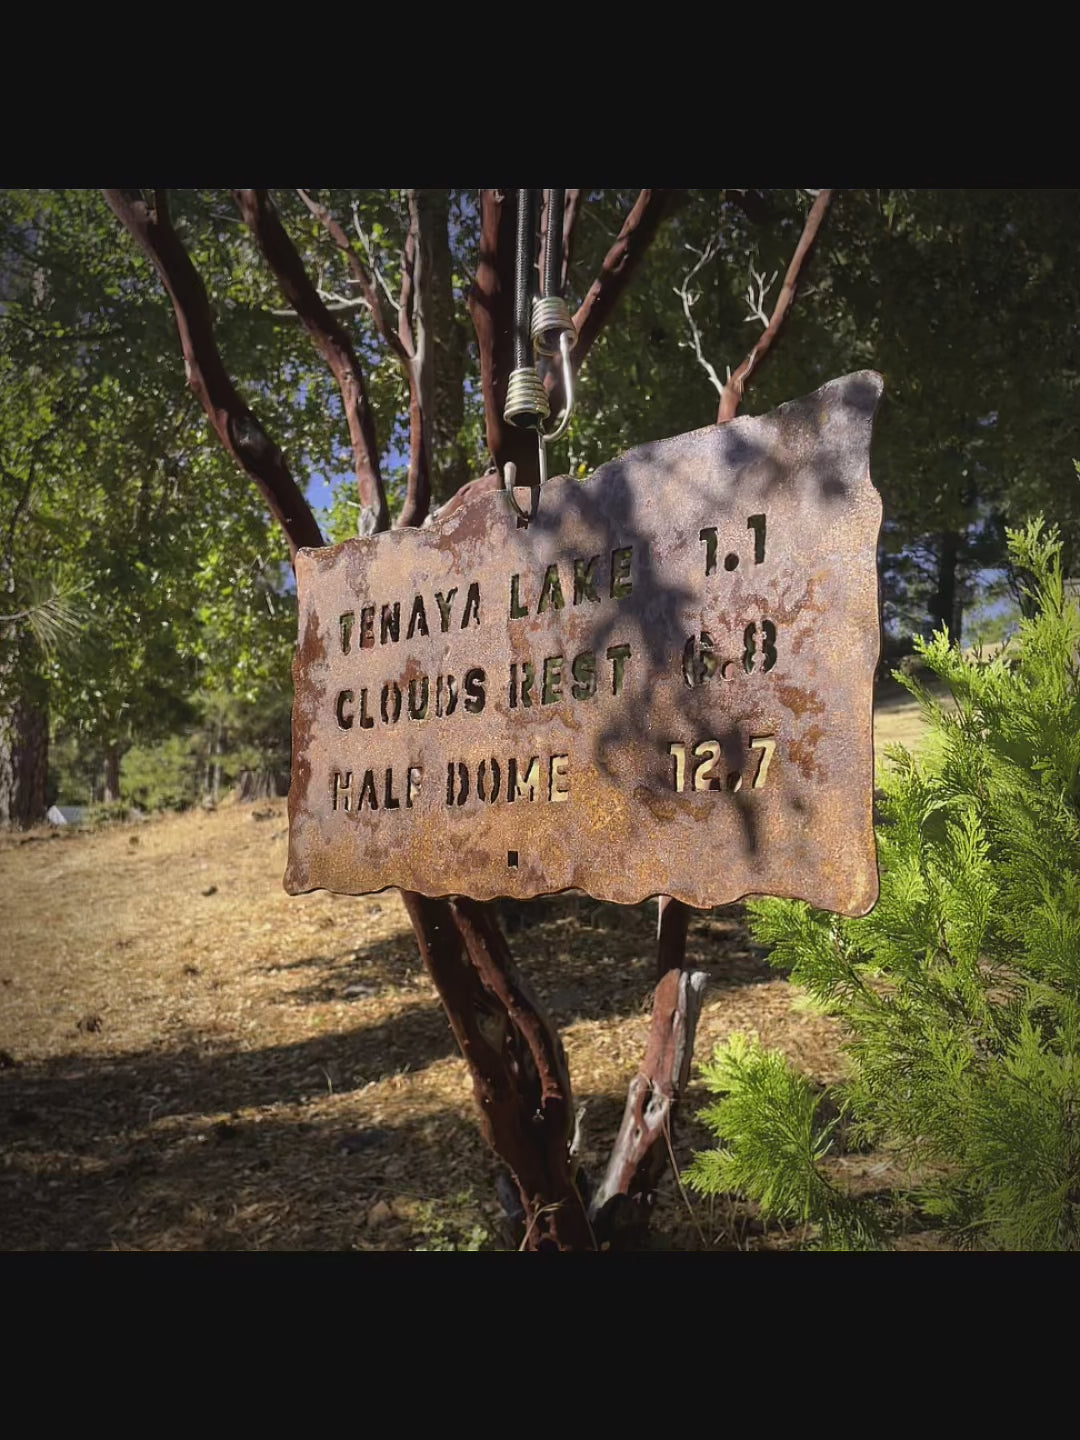 TENAYA LAKE 1.1
CLOUDS REST 6.8
HALF DOME 12.7